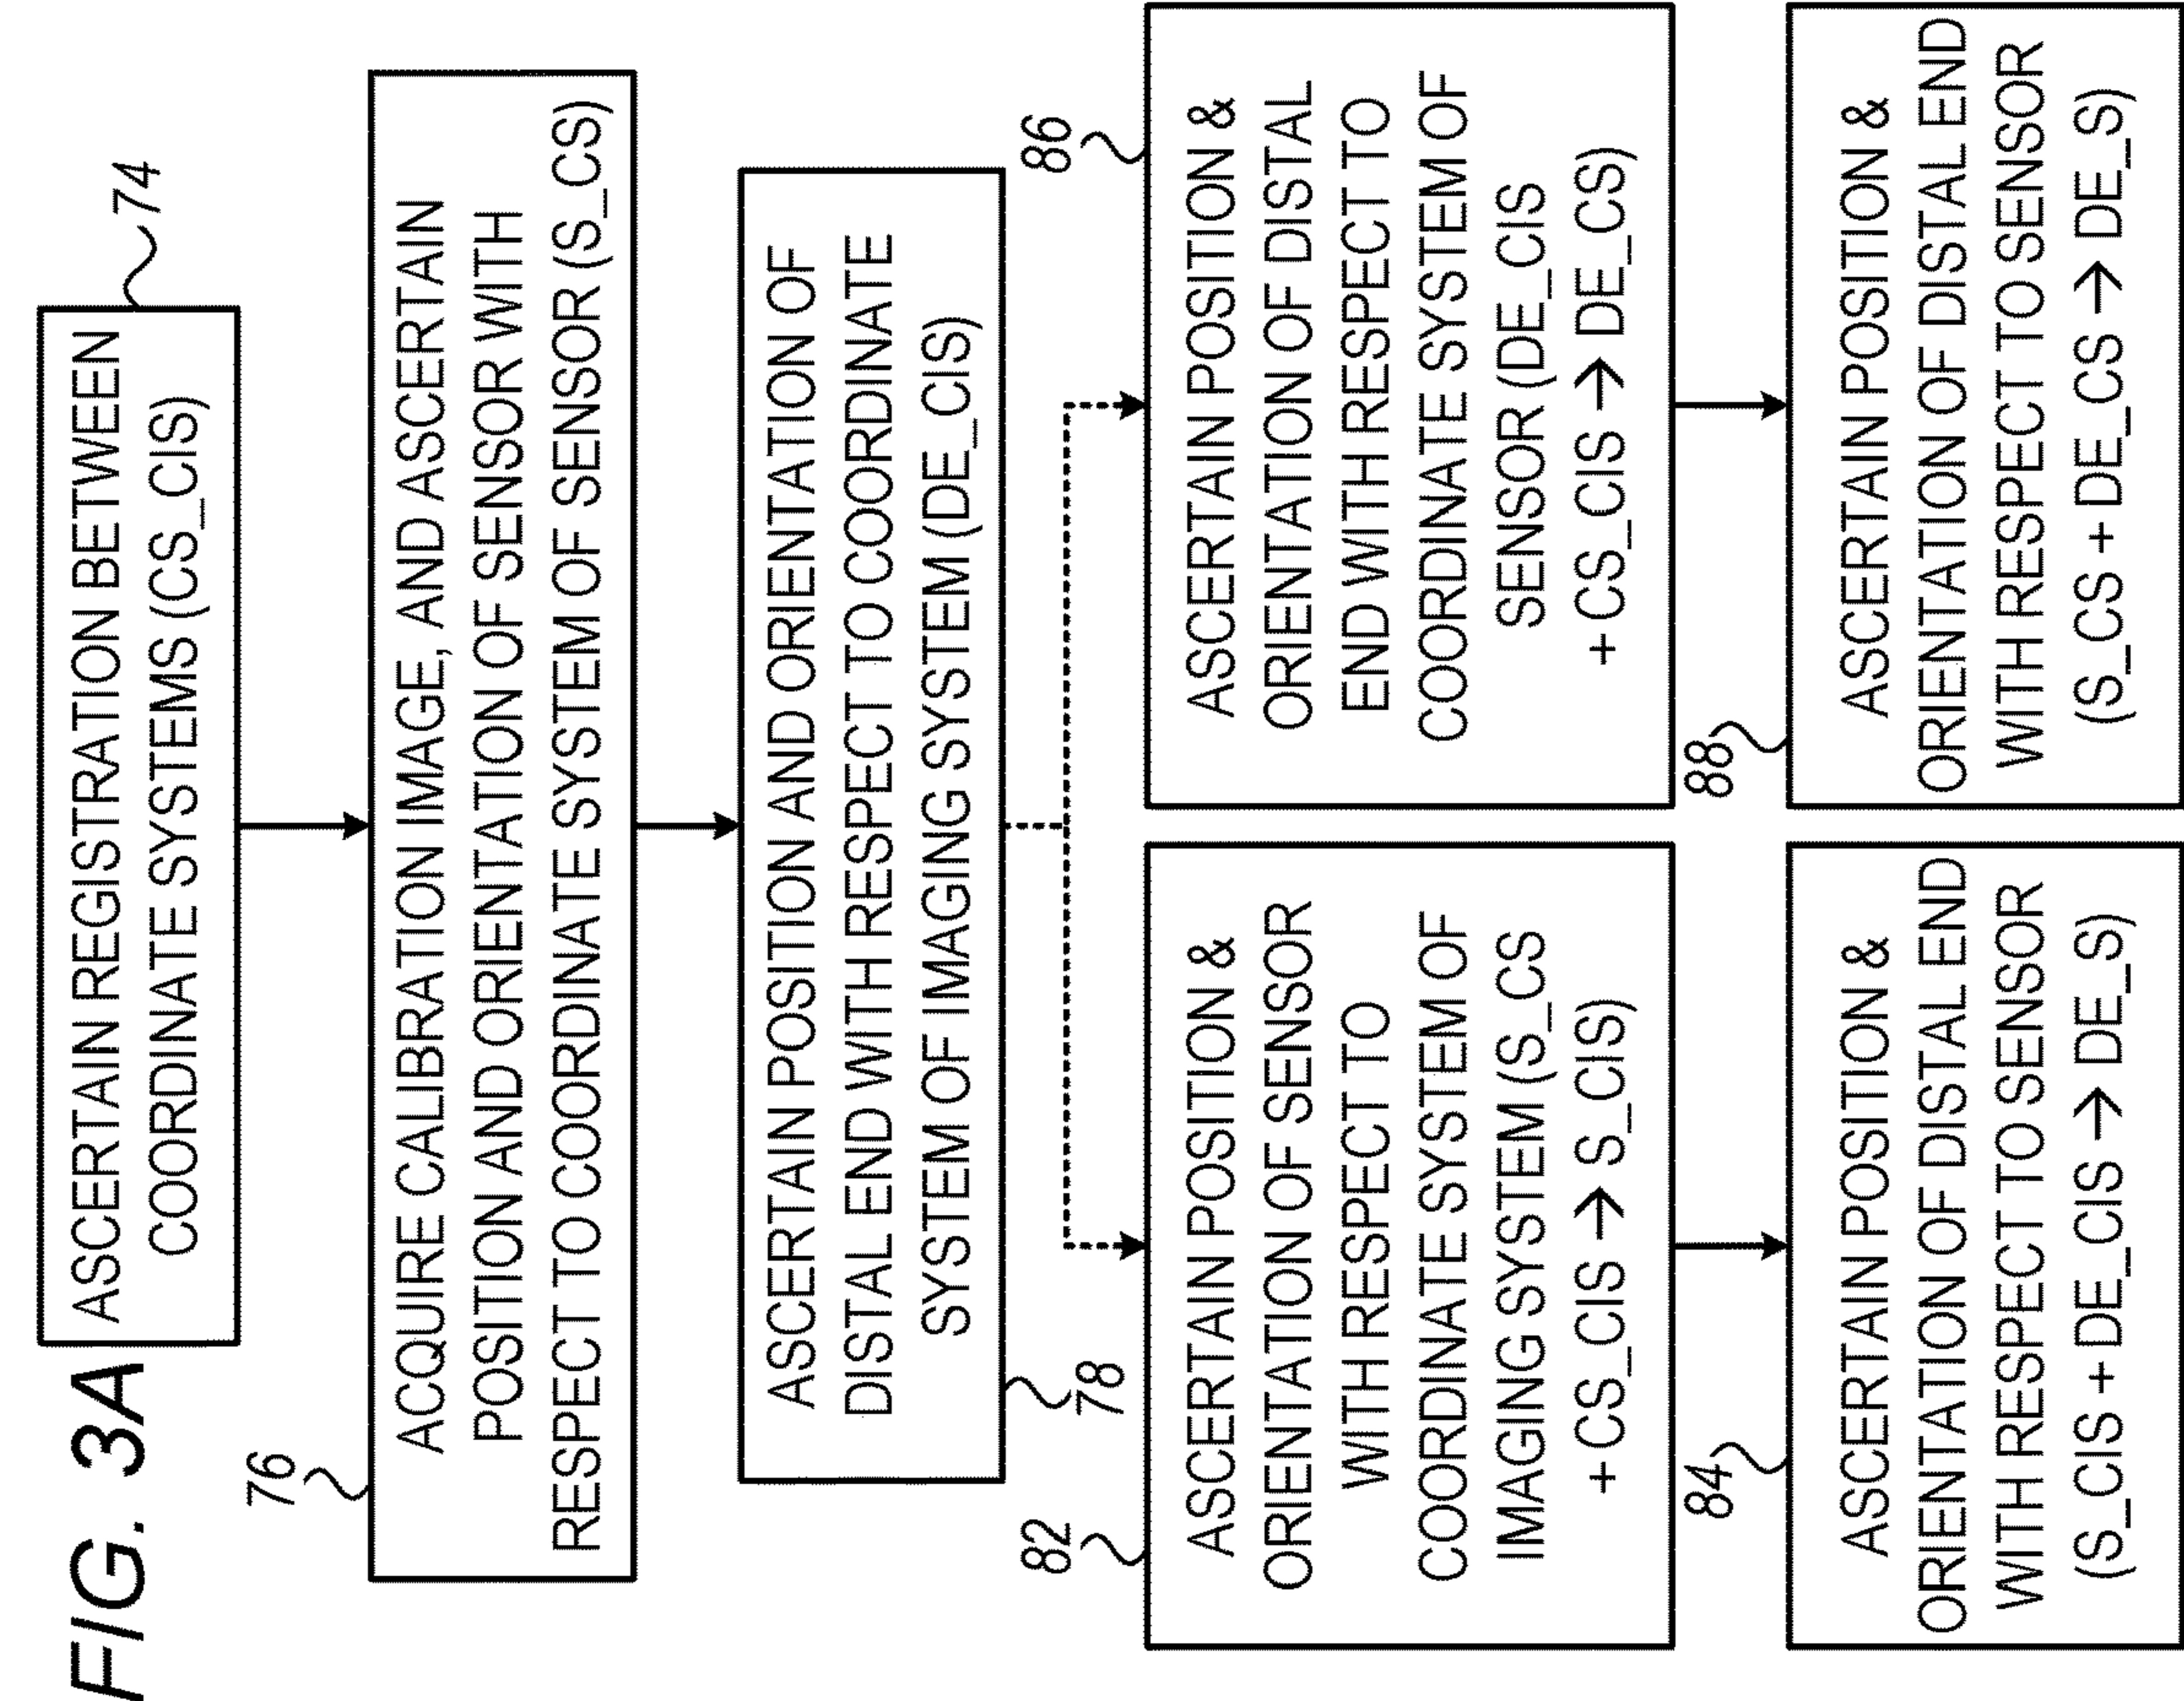 FIG. 3A
74
ASCERTAIN REGISTRATION BETWEEN
COORDINATE SYSTEMS (CS_CIS)
76
ACQUIRE CALIBRATION IMAGE, AND ASCERTAIN
POSITION AND ORIENTATION OF SENSOR WITH
RESPECT TO COORDINATE SYSTEM OF SENSOR (S_CS)
78
ASCERTAIN POSITION AND ORIENTATION OF
DISTAL END WITH RESPECT TO COORDINATE
SYSTEM OF IMAGING SYSTEM (DE_CIS)
82
ASCERTAIN POSITION &
ORIENTATION OF SENSOR
WITH RESPECT TO
COORDINATE SYSTEM OF
IMAGING SYSTEM (S_CS
+ CS_CIS → S_CIS)
84
ASCERTAIN POSITION &
ORIENTATION OF DISTAL END
WITH RESPECT TO SENSOR
(S_CIS + DE_CIS → DE_S)
86
ASCERTAIN POSITION &
ORIENTATION OF DISTAL
END WITH RESPECT TO
COORDINATE SYSTEM OF
SENSOR (DE_CIS
+ CS_CIS → DE_CS)
88
ASCERTAIN POSITION &
ORIENTATION OF DISTAL END
WITH RESPECT TO SENSOR
(S_CS + DE_CS → DE_S)